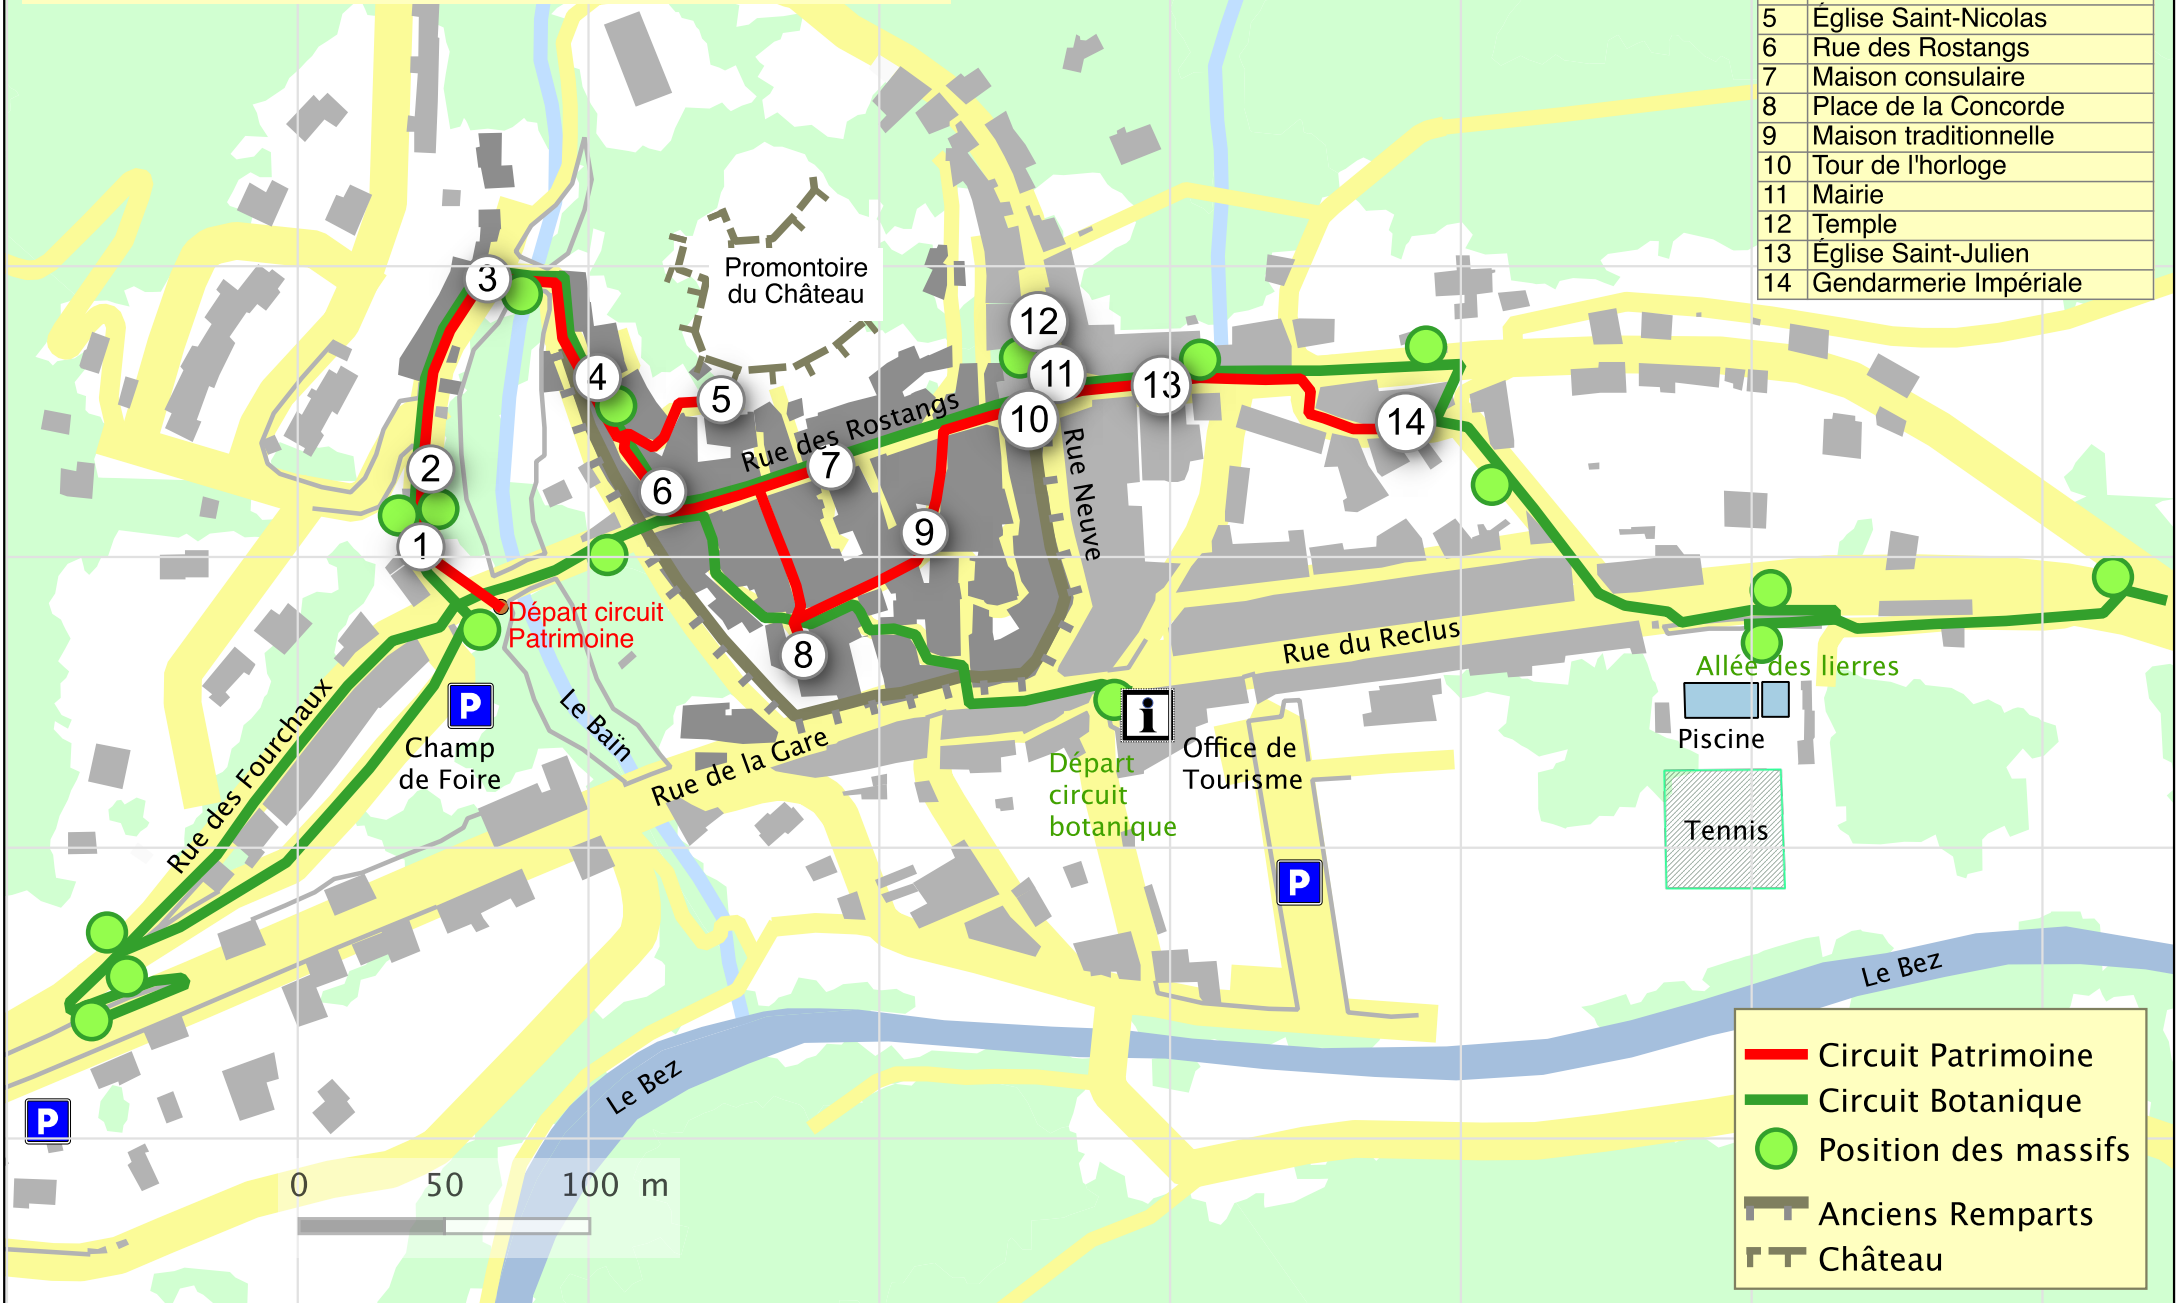 5 Église Saint-Nicolas
6 Rue des Rostangs
7 Maison consulaire
8 Place de la Concorde
9 Maison traditionnelle
10 Tour de l'horloge
11 Mairie
12 Temple
13 Église Saint-Julien
14 Gendarmerie Impériale
Promontoire
du Château
3
12
4
5
11
13
10
14
Rue des Rostangs
7
2
6
9
1
Rue Neuve
Départ circuit
Patrimoine
8
Rue du Reclus
Allée des lierres
P
Champ
de Foire
Le Baïn
Rue des Fourchaux
Rue de la Gare
i
Office de
Tourisme
Départ
circuit
botanique
Piscine
Tennis
P
Le Bez
Le Bez
P
0 50 100 m
Circuit Patrimoine
Circuit Botanique
Position des massifs
Anciens Remparts
Château